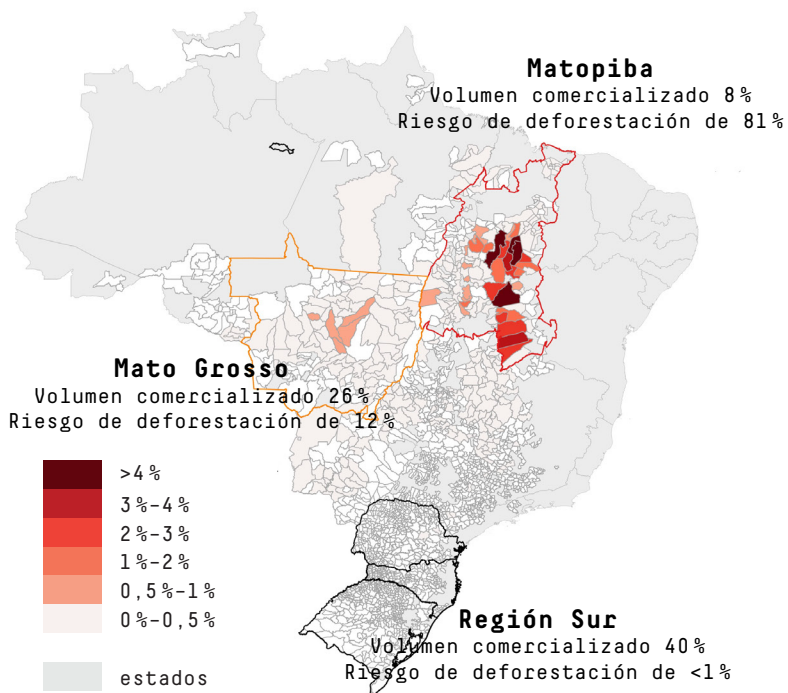 Matopiba
Volumen comercializado 8%
Riesgo de deforestación de 81%
Mato Grosso
Volumen comercializado 26%
Riesgo de deforestación de 12%
>4%
3%–4%
2%–3%
1%–2%
0,5%–1%
0%–0,5%
estados
Región Sur
Volumen comercializado 40%
Riesgo de deforestación de <1%